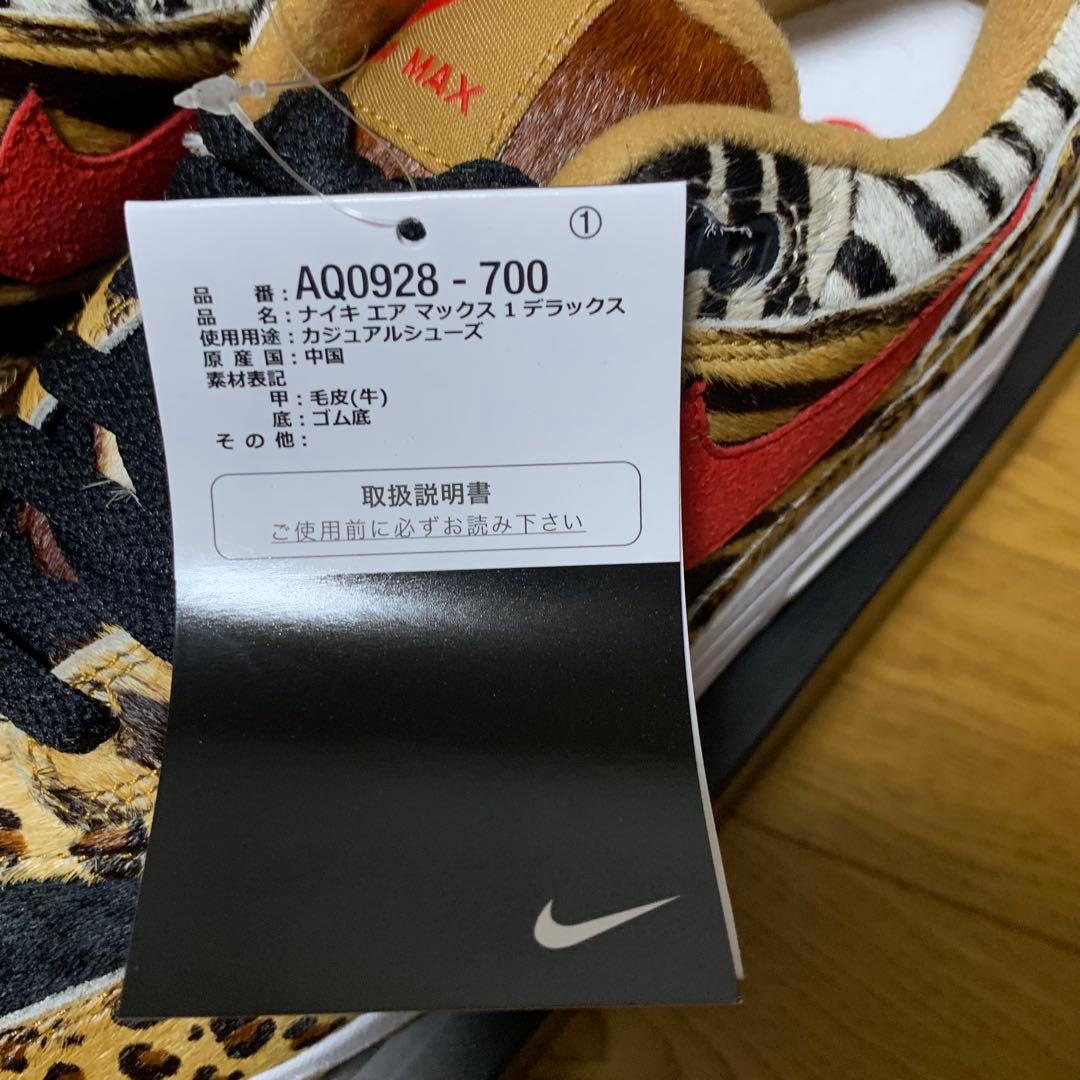 MAX
①
品 番：AQ0928 - 700
品 名：ナイキ エア マックス 1 デラックス
使用用途：カジュアルシューズ
原 産 国：中国
素材表記
甲：毛皮(牛)
底：ゴム底
そ の 他：
取扱説明書
ご使用前に必ずお読み下さい